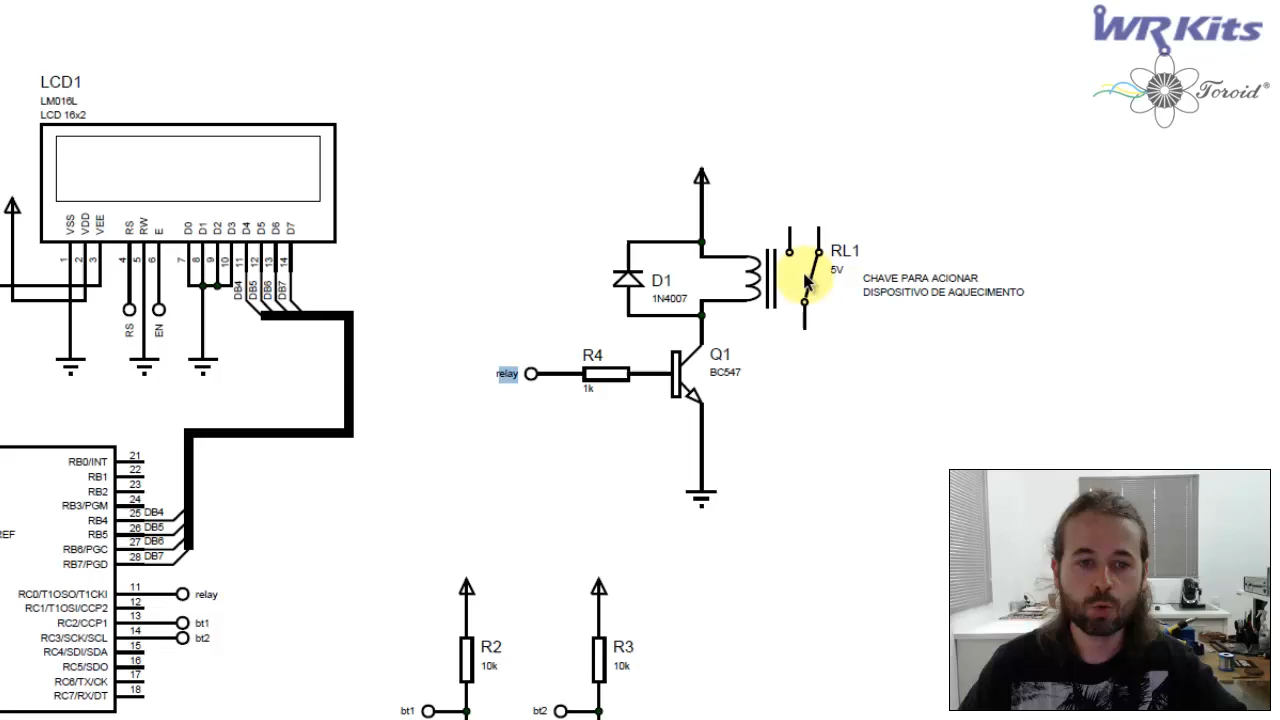 WR Kits
Toroid®
LCD1
LM016L
LCD 16x2
VSS
VDD
VEE
RS
RW
E
D0
D1
D2
D3
D4
D5
D6
D7
1
2
3
4
5
6
7
8
9
10
11
12
13
14
DB4
DB5
DB6
DB7
RS
EN
RL1
5V
CHAVE PARA ACIONAR
DISPOSITIVO DE AQUECIMENTO
D1
1N4007
relay
R4
1k
Q1
BC547
RB0/INT 21
RB1 22
RB2 23
RB3/PGM 24
RB4 25 DB4
REF RB5 26 DB5
RB6/PGC 27 DB6
RB7/PGD 28 DB7
RC0/T1OSO/T1CKI 11 relay
RC1/T1OSI/CCP2 12
RC2/CCP1 13 bt1
RC3/SCK/SCL 14 bt2
RC4/SDI/SDA 15
RC5/SDO 16
RC6/TX/CK 17
RC7/RX/DT 18
R2
10k
R3
10k
bt1
bt2